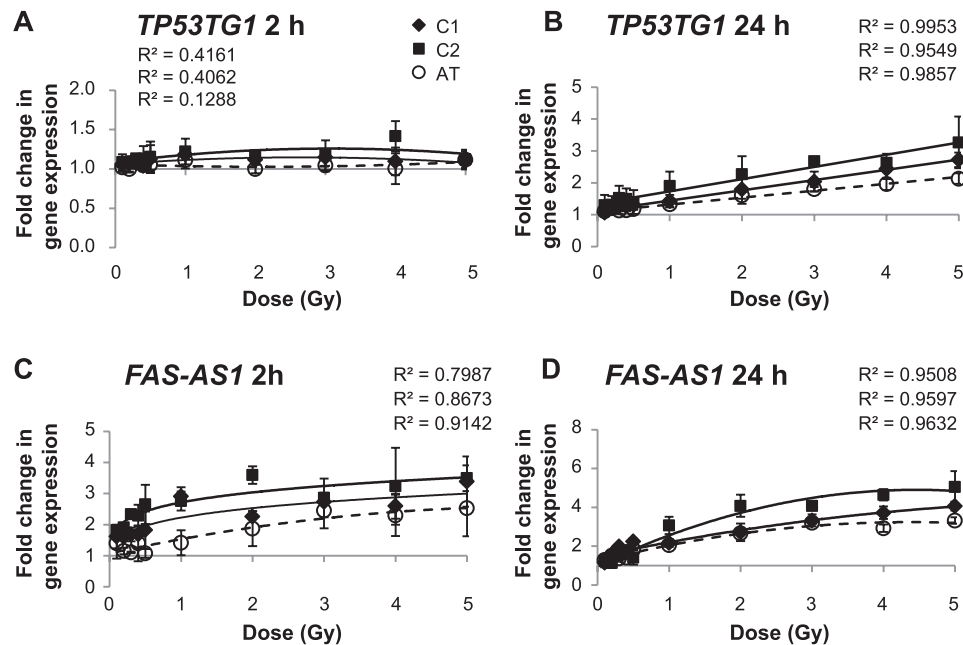 A
TP53TG1 2 h
R² = 0.4161
R² = 0.4062
R² = 0.1288
C1
C2
AT
Fold change in
gene expression
2.0
1.5
1.0
0.5
0.0
0 1 2 3 4 5
Dose (Gy)
B
TP53TG1 24 h
R² = 0.9953
R² = 0.9549
R² = 0.9857
Fold change in
gene expression
5
4
3
2
1
0
0 1 2 3 4 5
Dose (Gy)
C
FAS-AS1 2h
R² = 0.7987
R² = 0.8673
R² = 0.9142
Fold change in
gene expression
5
4
3
2
1
0
0 1 2 3 4 5
Dose (Gy)
D
FAS-AS1 24 h
R² = 0.9508
R² = 0.9597
R² = 0.9632
Fold change in
gene expression
8
6
4
2
0
0 1 2 3 4 5
Dose (Gy)